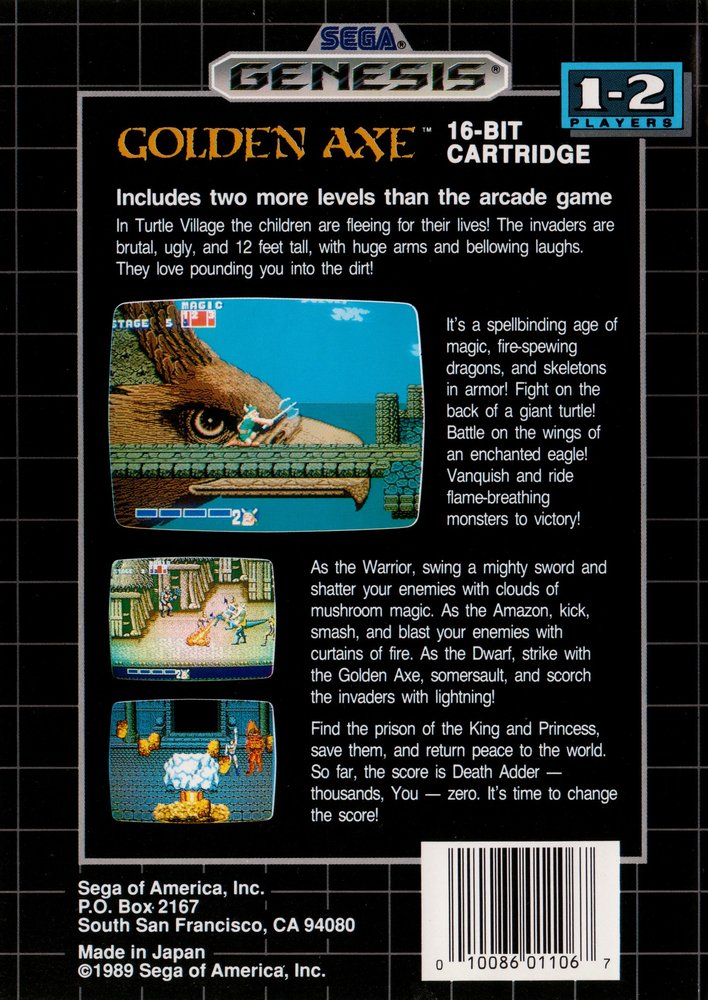 SEGA®
GENESIS®
1-2
PLAYERS
GOLDEN AXE™
16-BIT
CARTRIDGE
Includes two more levels than the arcade game
In Turtle Village the children are fleeing for their lives! The invaders are
brutal, ugly, and 12 feet tall, with huge arms and bellowing laughs.
They love pounding you into the dirt!
MAGIC
STAGE 5 1 2 3
2
It's a spellbinding age of
magic, fire-spewing
dragons, and skeletons
in armor! Fight on the
back of a giant turtle!
Battle on the wings of
an enchanted eagle!
Vanquish and ride
flame-breathing
monsters to victory!
As the Warrior, swing a mighty sword and
shatter your enemies with clouds of
mushroom magic. As the Amazon, kick,
smash, and blast your enemies with
curtains of fire. As the Dwarf, strike with
the Golden Axe, somersault, and scorch
the invaders with lightning!
Find the prison of the King and Princess,
save them, and return peace to the world.
So far, the score is Death Adder —
thousands, You — zero. It's time to change
the score!
Sega of America, Inc.
P.O. Box 2167
South San Francisco, CA 94080
Made in Japan
©1989 Sega of America, Inc.
0 10086 01106 7